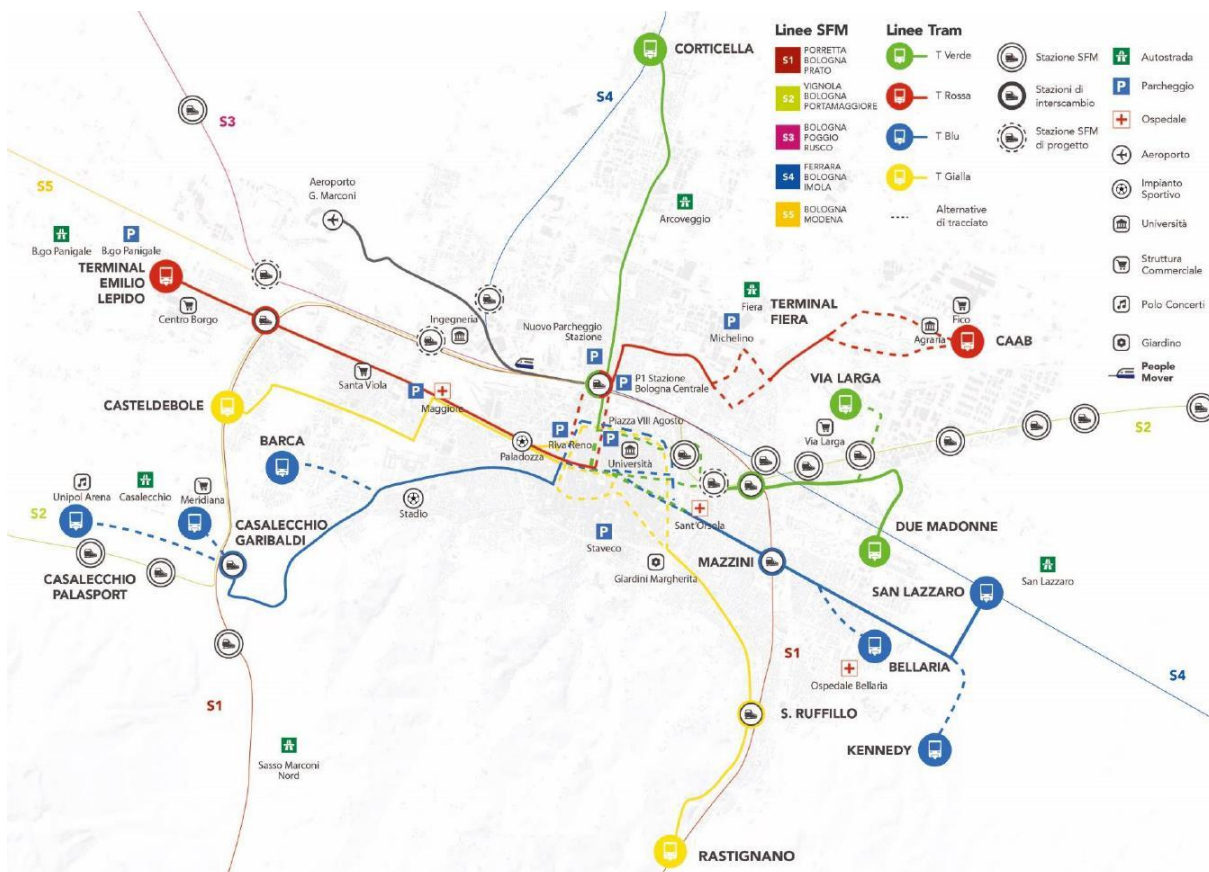 CORTICELLA
S4
S3
S5
Aeroporto
G. Marconi
B.go Panigale
P
B.go Panigale
TERMINAL
EMILIO
LEPIDO
Centro Borgo
Ingegneria
Nuovo Parcheggio
Stazione
P
Arcoveggio
Fiera
TERMINAL
FIERA
P
Michelino
Fico
Agraria
CAAB
Santa Viola
P
Maggiore
P
P1 Stazione
Bologna Centrale
VIA LARGA
CASTELDEBOLE
Piazza VIII Agosto
P
Riva Reno
P
Università
Via Larga
S2
BARCA
Paladozza
Unipol Arena
Casalecchio
Meridiana
Stadio
Sant'Orsola
S2
CASALECCHIO
GARIBALDI
P
Staveco
DUE MADONNE
MAZZINI
CASALECCHIO
PALASPORT
Giardini Margherita
SAN LAZZARO
San Lazzaro
S1
BELLARIA
Ospedale Bellaria
S4
S1
S. RUFFILLO
KENNEDY
Sasso Marconi
Nord
RASTIGNANO
Linee SFM
S1
PORRETTA
BOLOGNA
PRATO
S2
VIGNOLA
BOLOGNA
PORTAMAGGIORE
S3
BOLOGNA
POGGIO
RUSCO
S4
FERRARA
BOLOGNA
IMOLA
S5
BOLOGNA
MODENA
Linee Tram
T Verde
T Rossa
T Blu
T Gialla
Alternative
di tracciato
Stazione SFM
Stazioni di
interscambio
Stazione SFM
di progetto
Autostrada
P
Parcheggio
Ospedale
Aeroporto
Impianto
Sportivo
Università
Struttura
Commerciale
Polo Concerti
Giardino
People
Mover